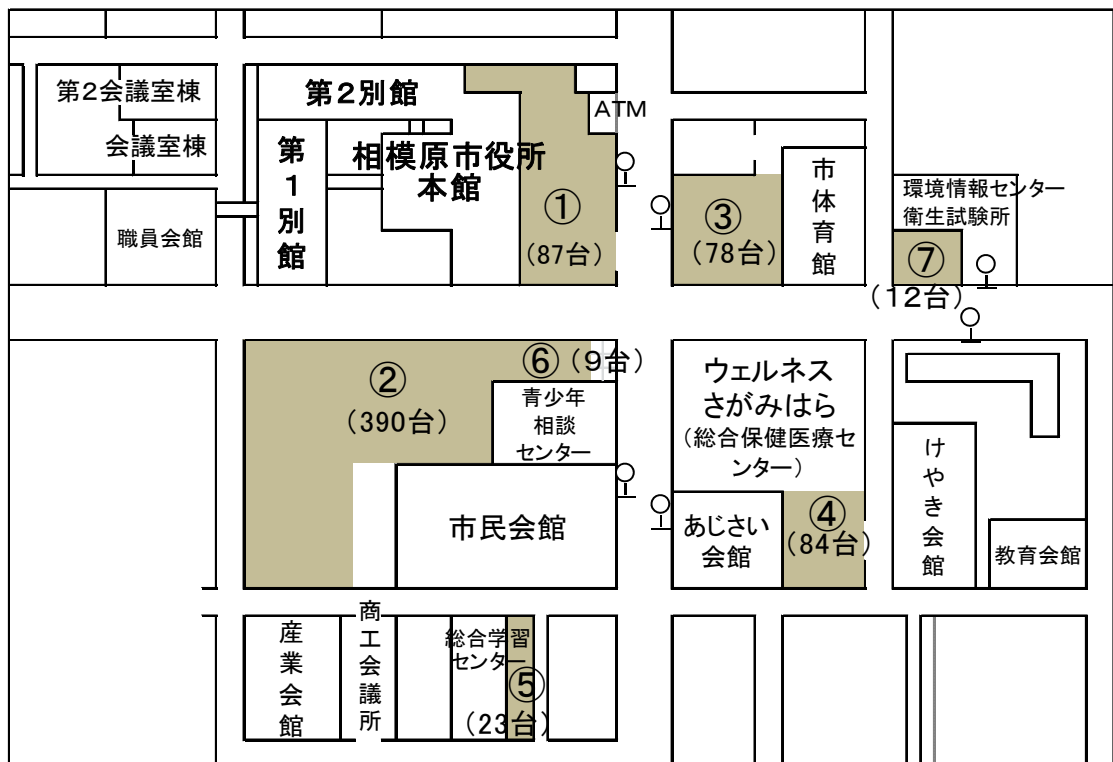 第2会議室棟
会議室棟
職員会館
第2別館
第1別館
相模原市役所
本館
ATM
①
(87台)
③
(78台)
市体育館
環境情報センター
衛生試験所
⑦
(12台)
②
(390台)
⑥(9台)
青少年
相談
センター
市民会館
ウェルネス
さがみはら
(総合保健医療セ
ンター)
あじさい
会館
④
(84台)
けやき会館
教育会館
産業会館
商工会議所
総合学習
センター
⑤
(23台)